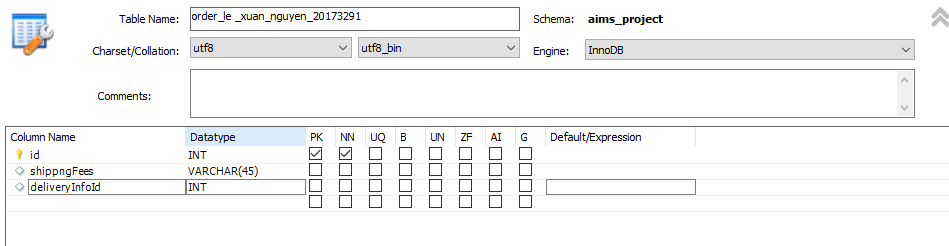 Table Name: order_le _xuan_nguyen_20173291 Schema: aims_project
Charset/Collation: utf8 utf8_bin Engine: InnoDB
Comments:
Column Name Datatype PK NN UQ B UN ZF AI G Default/Expression
id INT
shippngFees VARCHAR(45)
deliveryInfoId INT